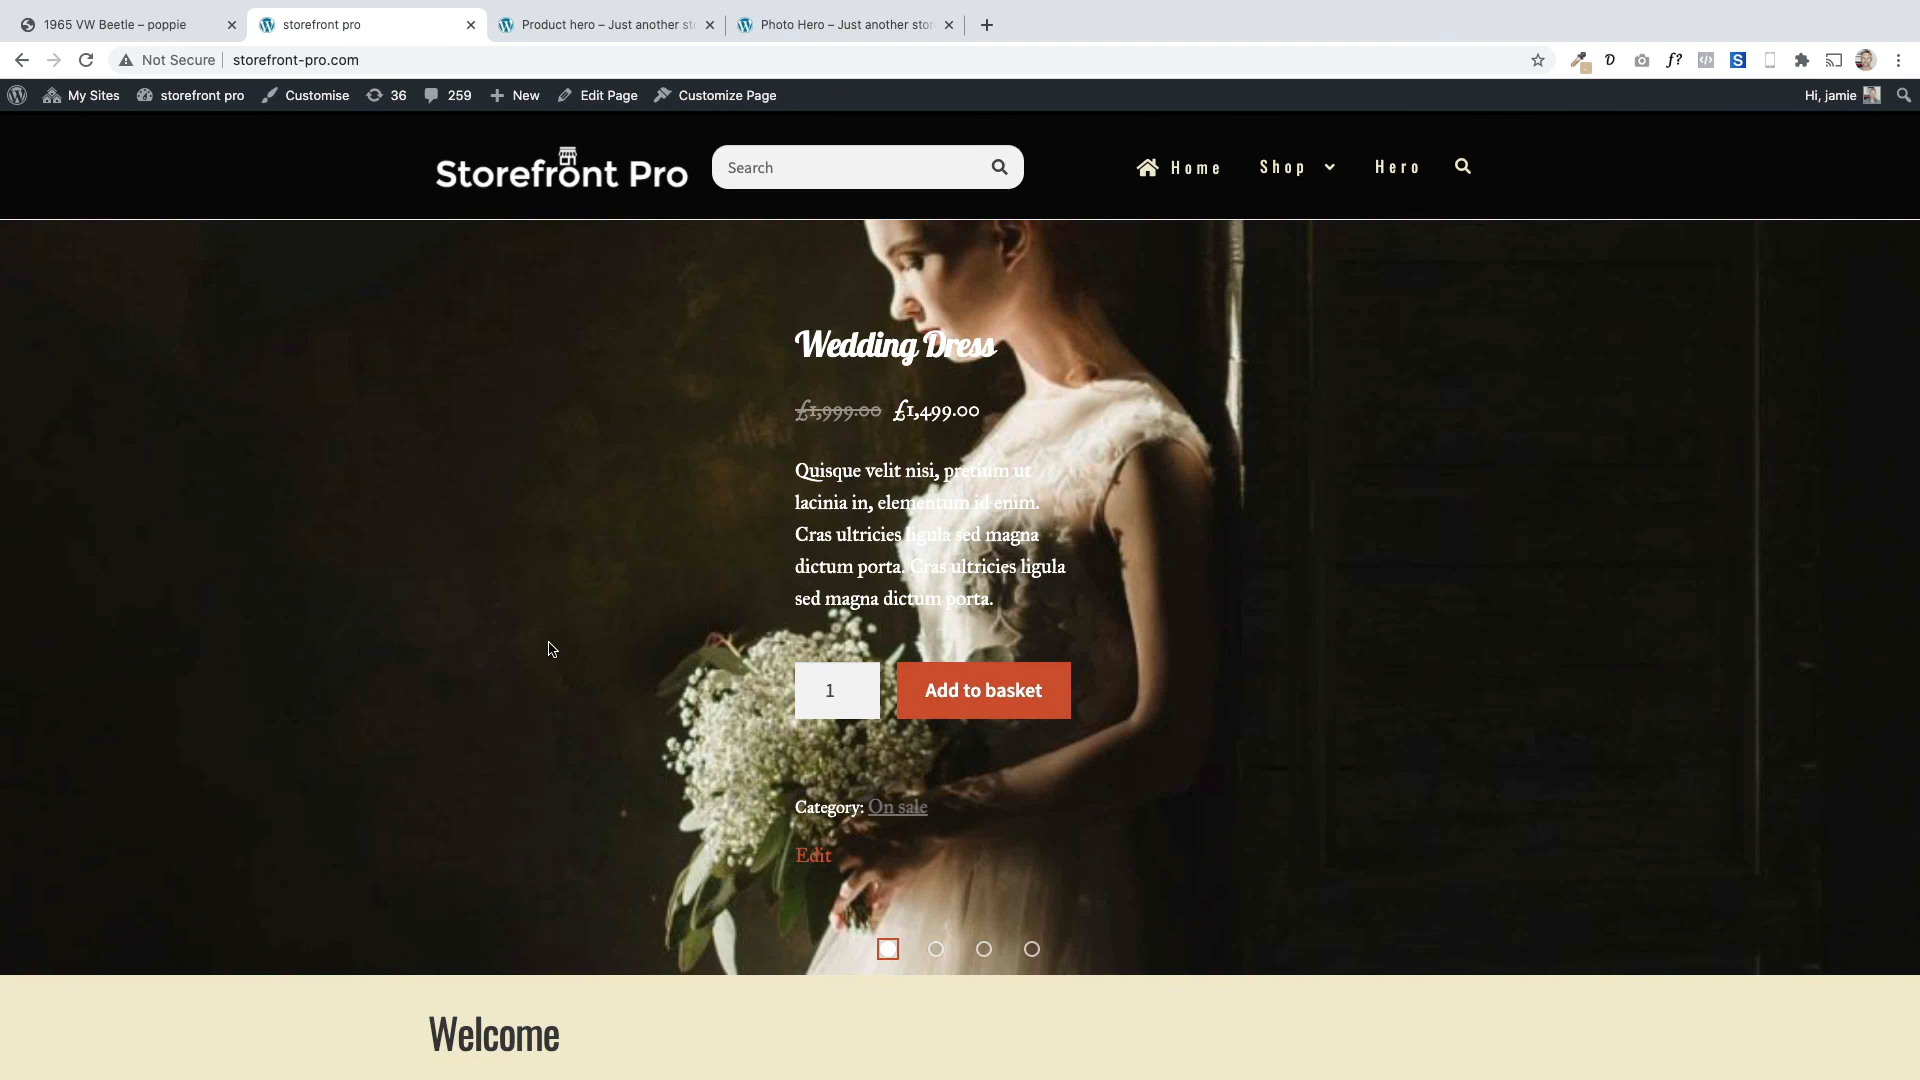 1965 VW Beetle – poppie
storefront pro
Product hero – Just another st
Photo Hero – Just another stor
Not Secure
storefront-pro.com
My Sites
storefront pro
Customise
36
259
New
Edit Page
Customize Page
Hi, jamie
Storefront Pro
Search
Home
Shop
Hero
Wedding Dress
£1,999.00 £1,499.00
Quisque velit nisi, pretium ut
lacinia in, elementum id enim.
Cras ultricies ligula sed magna
dictum porta. Cras ultricies ligula
sed magna dictum porta.
1
Add to basket
Category: On sale
Edit
Welcome